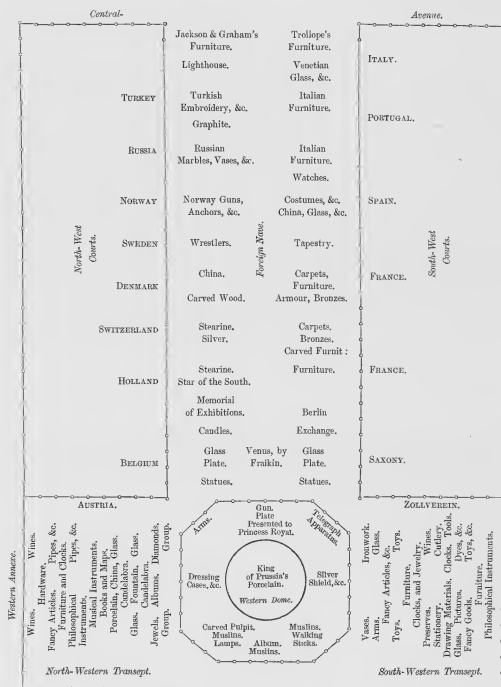 Central-
Avenue.
Jackson & Graham's
Furniture.
Lighthouse.
Turkish
Embroidery, &c.
Graphite.
Russian
Marbles, Vases, &c.
Norway Guns,
Anchors, &c.
Wrestlers.
China.
Carved Wood.
Stearine.
Silver.
Stearine.
Star of the South.
Memorial
of Exhibitions.
Candles.
Glass
Plate.
Statues.
Trollope's
Furniture.
Venetian
Glass, &c.
Italian
Furniture.
Italian
Furniture.
Watches.
Costumes, &c.
China, Glass, &c.
Tapestry.
Carpets,
Furniture.
Armour, Bronzes.
Carpets.
Bronzes.
Carved Furnit :
Furniture.
Berlin
Exchange.
Glass
Plate.
Statues.
Venus, by
Fraikin.
Foreign Nave.
TURKEY
RUSSIA
NORWAY
SWEDEN
DENMARK
SWITZERLAND
HOLLAND
BELGIUM
North-West
Courts.
ITALY.
PORTUGAL.
SPAIN.
FRANCE.
FRANCE.
SAXONY.
South-West
Courts.
AUSTRIA.
Western Annexe.
Wines. Wines.
Hardware.
Fancy Articles. Pipes, &c.
Furniture and Clocks.
Philosophical Pipes, &c.
Instruments.
Musical Instruments.
Books and Maps.
Porcelain, China, Glass.
Candelabra.
Glass. Fountain, Glass.
Candelabra.
Jewels. Albums. Diamonds.
Group. Group.
North-Western Transept.
Arms.
Gun.
Plate
Presented to
Princess Royal.
Telegraph
Apparatus.
Dressing
Cases, &c.
King
of Prussia's
Porcelain.
Western Dome.
Silver
Shield, &c.
Carved Pulpit,
Muslins.
Lamps.
Album.
Muslins.
Muslins,
Walking
Sticks.
ZOLLVEREIN.
Vases. Ironwork.
Arms. Glass.
Fancy Articles, &c.
Toys. Toys.
Furniture.
Clocks, and Jewelry.
Preserves. Wines.
Stationery. Cutlery.
Drawing Materials. Clocks. Tools.
Glass. Pictures. Dyes, &c.
Fancy Goods. Toys, &c.
Furniture.
Philosophical Instruments.
South-Western Transept.